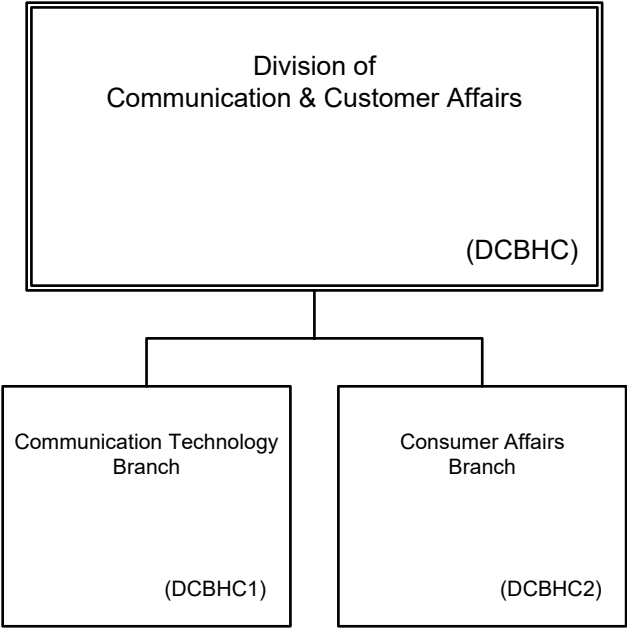 Division of
Communication & Customer Affairs
(DCBHC)
Communication Technology
Branch
(DCBHC1)
Consumer Affairs
Branch
(DCBHC2)